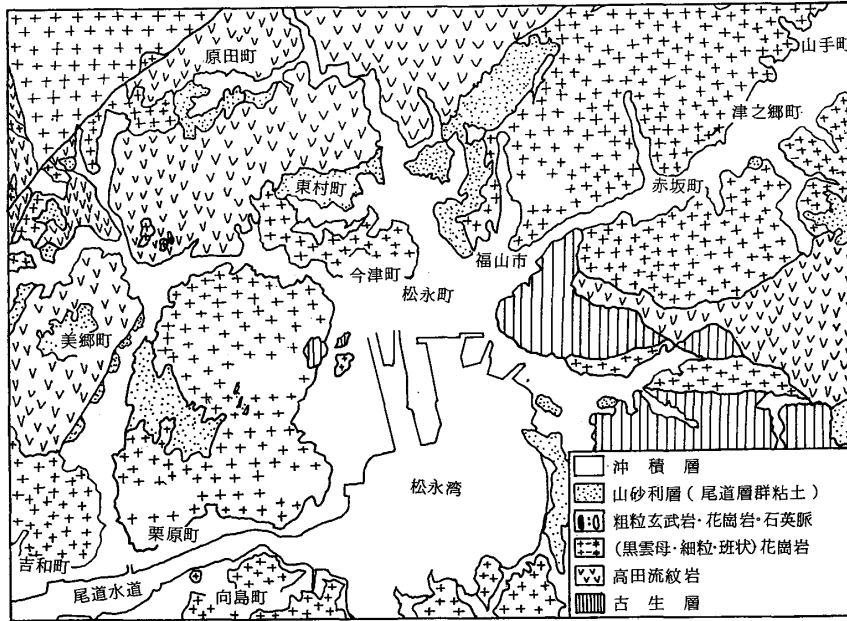 原田町
山手町
津之郷町
東村町
赤坂町
福山市
今津町
松永町
美郷町
松永湾
栗原町
吉和町
尾道水道
向島町
沖積層
山砂利層(尾道層群粘土)
粗粒玄武岩・花崗岩・石英脈
(黒雲母・細粒・斑状)花崗岩
高田流紋岩
古生層